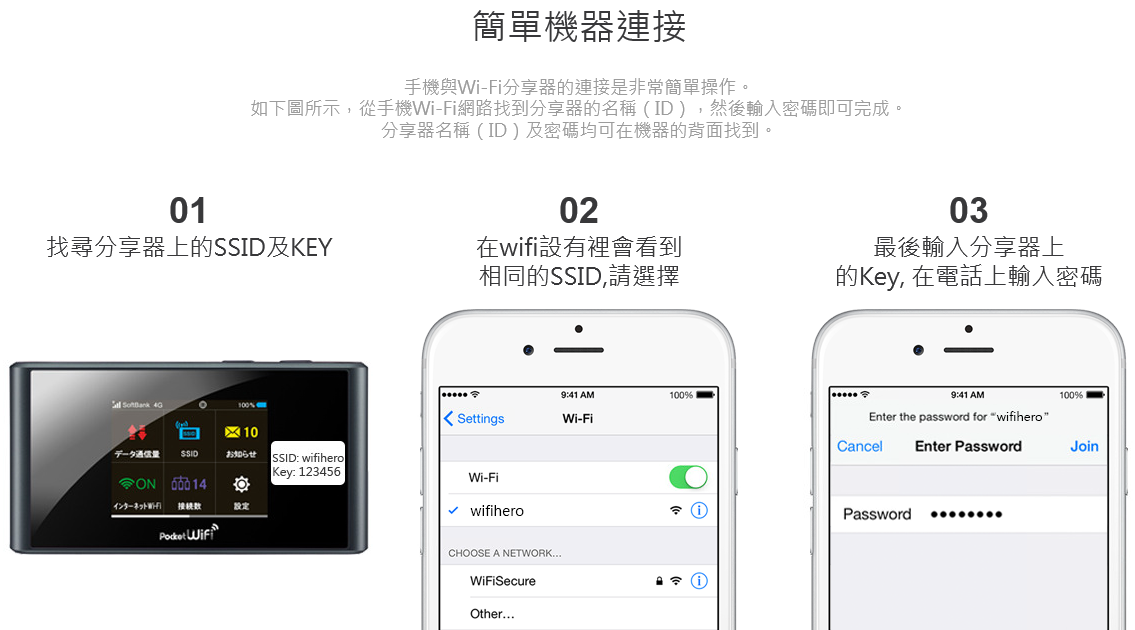 簡單機器連接
手機與Wi-Fi分享器的連接是非常簡單操作。
如下圖所示，從手機Wi-Fi網路找到分享器的名稱（ID），然後輸入密碼即可完成。
分享器名稱（ID）及密碼均可在機器的背面找到。
01
找尋分享器上的SSID及KEY
SoftBank 4G 100%
SSID 10
データ通信量 SSID お知らせ
ON 14
インターネットWi-Fi 接続数 設定
Pocket WiFi
SSID: wifihero
Key: 123456
02
在wifi設有裡會看到
相同的SSID,請選擇
9:41 AM 100%
Settings Wi-Fi
Wi-Fi
wifihero
CHOOSE A NETWORK...
WiFiSecure
Other...
03
最後輸入分享器上
的Key, 在電話上輸入密碼
9:41 AM 100%
Enter the password for “wifihero”
Cancel Enter Password Join
Password ●●●●●●●●